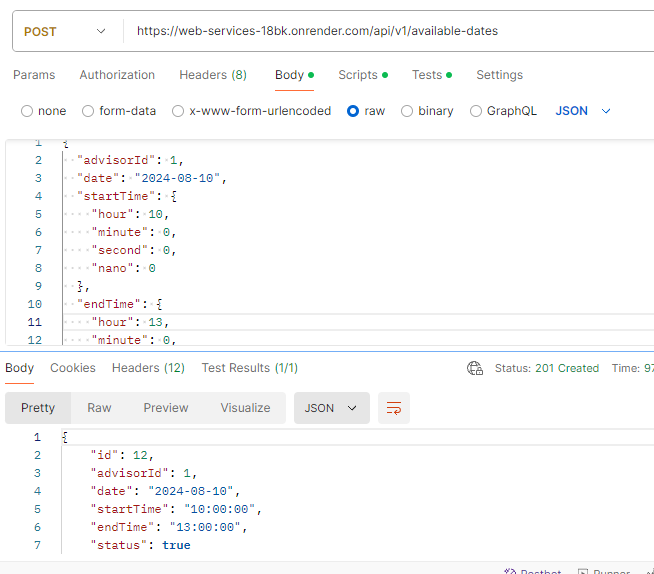 POST https://web-services-18bk.onrender.com/api/v1/available-dates
Params Authorization Headers (8) Body Scripts Tests Settings
none form-data x-www-form-urlencoded raw binary GraphQL JSON
1 {
2 "advisorId": 1,
3 "date": "2024-08-10",
4 "startTime": {
5 "hour": 10,
6 "minute": 0,
7 "second": 0,
8 "nano": 0
9 },
10 "endTime": {
11 "hour": 13,
12 "minute": 0,
Body Cookies Headers (12) Test Results (1/1) Status: 201 Created Time: 97
Pretty Raw Preview Visualize JSON
1 {
2 "id": 12,
3 "advisorId": 1,
4 "date": "2024-08-10",
5 "startTime": "10:00:00",
6 "endTime": "13:00:00",
7 "status": true
Postbot Runner